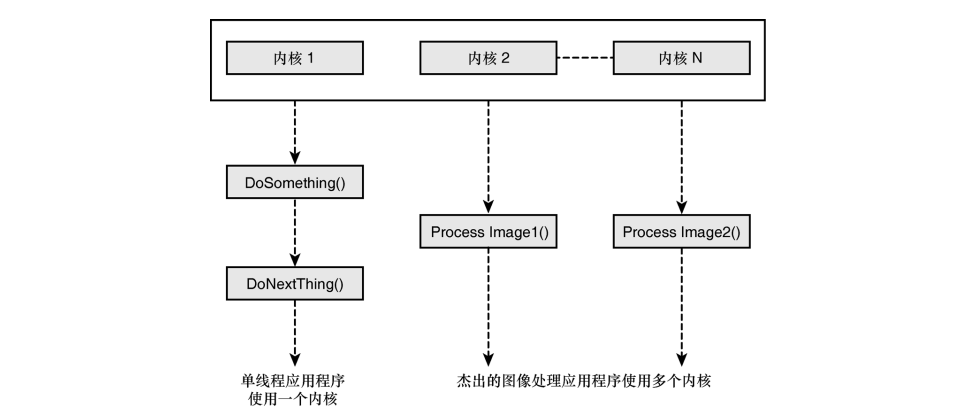 内核 1
内核 2
内核 N
DoSomething()
Process Image1()
Process Image2()
DoNextThing()
单线程应用程序
使用一个内核
杰出的图像处理应用程序使用多个内核